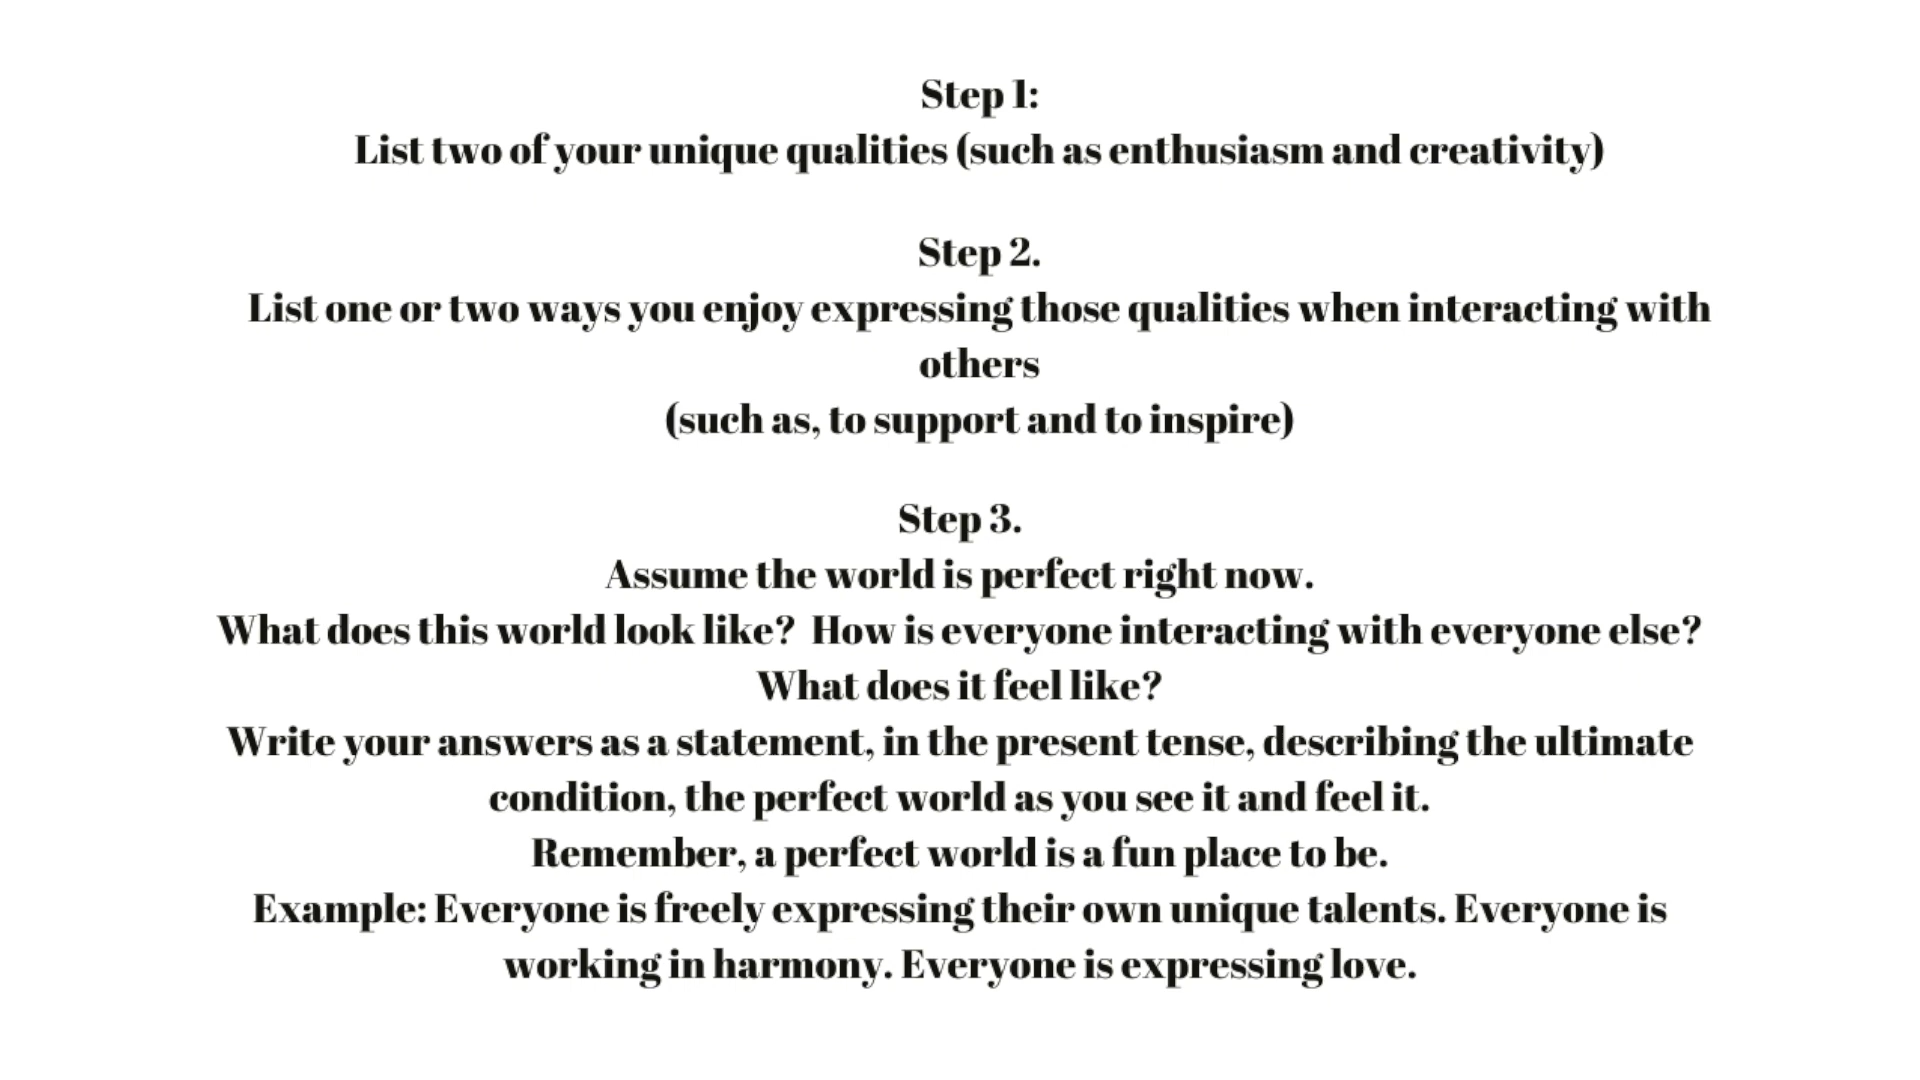 Step 1:
List two of your unique qualities (such as enthusiasm and creativity)
Step 2.
List one or two ways you enjoy expressing those qualities when interacting with
others
(such as, to support and to inspire)
Step 3.
Assume the world is perfect right now.
What does this world look like?  How is everyone interacting with everyone else?
What does it feel like?
Write your answers as a statement, in the present tense, describing the ultimate
condition, the perfect world as you see it and feel it.
Remember, a perfect world is a fun place to be.
Example: Everyone is freely expressing their own unique talents. Everyone is
working in harmony. Everyone is expressing love.